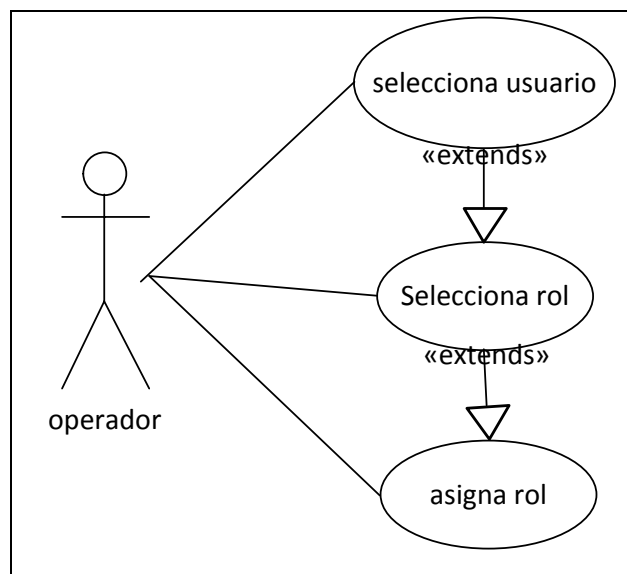 selecciona usuario
«extends»
Selecciona rol
«extends»
operador
asigna rol